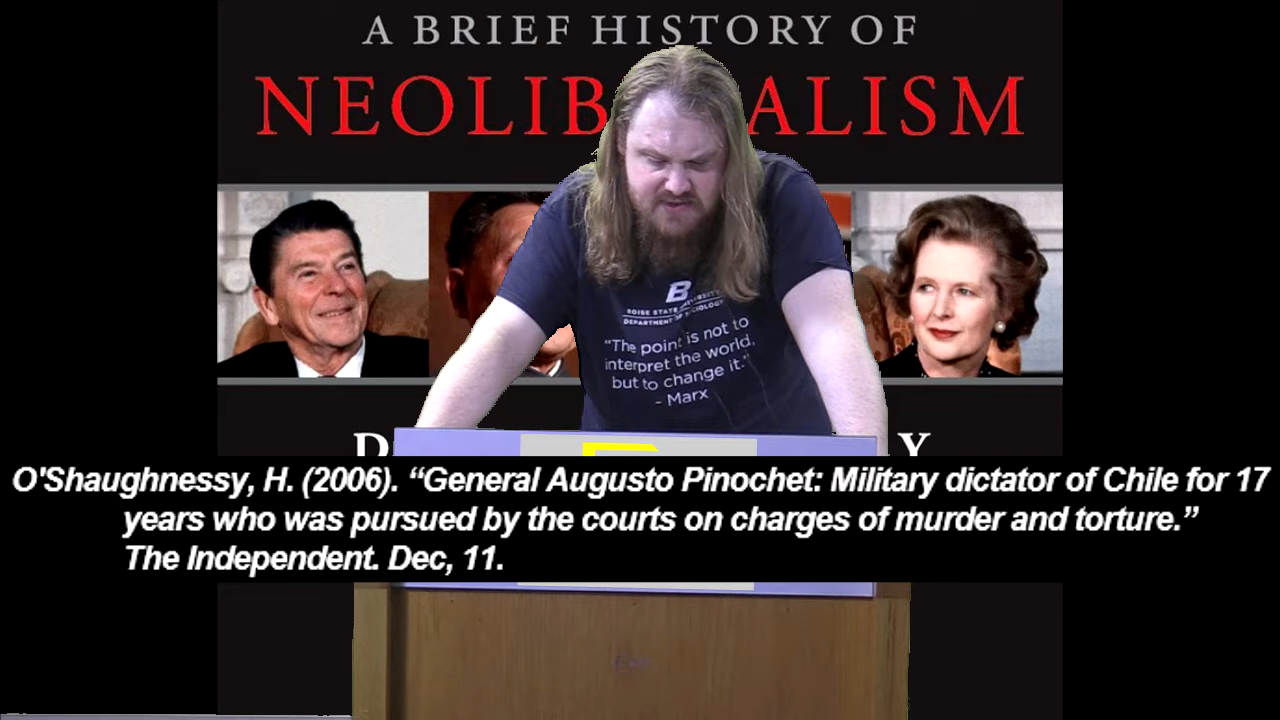 A BRIEF HISTORY OF
NEOLIB ALISM
B
BOISE STATE UNIVERSITY
DEPARTMENT OF SOCIOLOGY
“The point is not to
interpret the world,
but to change it.”
- Marx
D Y
O'Shaughnessy, H. (2006). “General Augusto Pinochet: Military dictator of Chile for 17
years who was pursued by the courts on charges of murder and torture.”
The Independent. Dec, 11.